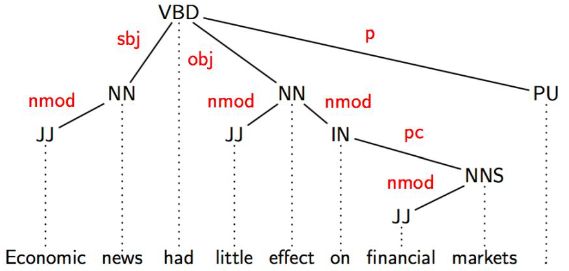 VBD
sbj obj p
nmod NN nmod NN nmod PU
JJ JJ IN pc
nmod NNS
JJ
Economic news had little effect on financial markets .